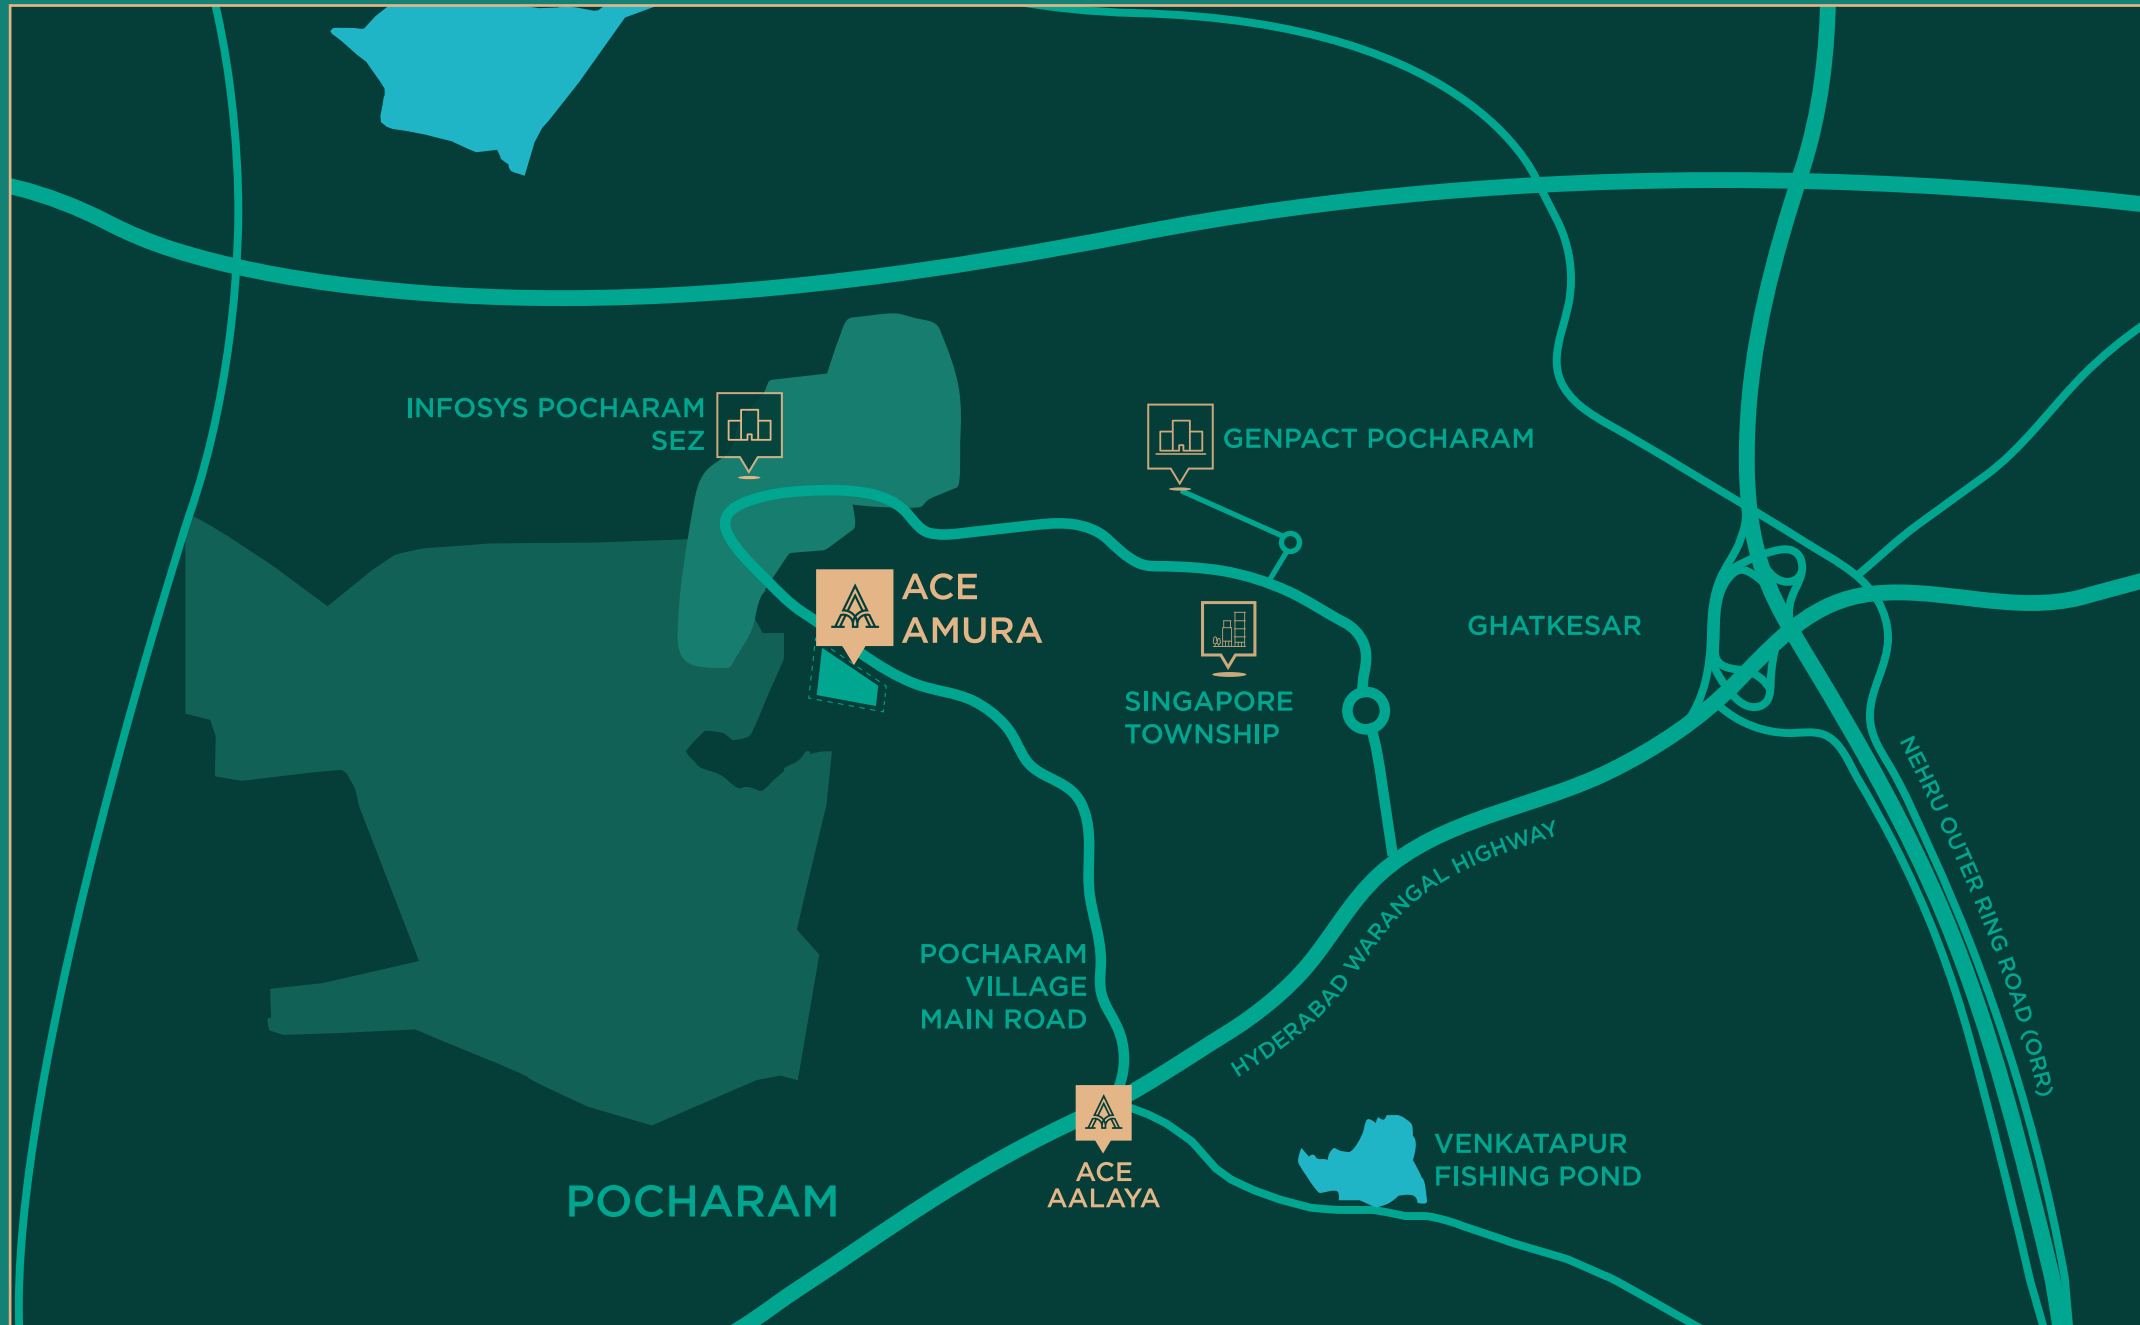 INFOSYS POCHARAM
SEZ
GENPACT POCHARAM
ACE
AMURA
GHATKESAR
SINGAPORE
TOWNSHIP
NEHRU OUTER RING ROAD (ORR)
HYDERABAD WARANGAL HIGHWAY
POCHARAM
VILLAGE
MAIN ROAD
VENKATAPUR
FISHING POND
ACE
AALAYA
POCHARAM